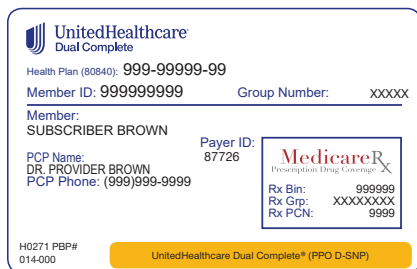 UnitedHealthcare®
Dual Complete
Health Plan (80840): 999-99999-99
Member ID: 999999999 Group Number: XXXXX
Member:
SUBSCRIBER BROWN
Payer ID:
87726
PCP Name:
DR. PROVIDER BROWN
PCP Phone: (999)999-9999
MedicareRx
Prescription Drug Coverage
Rx Bin: 999999
Rx Grp: XXXXXXXX
Rx PCN: 9999
H0271 PBP#
014-000
UnitedHealthcare Dual Complete® (PPO D-SNP)